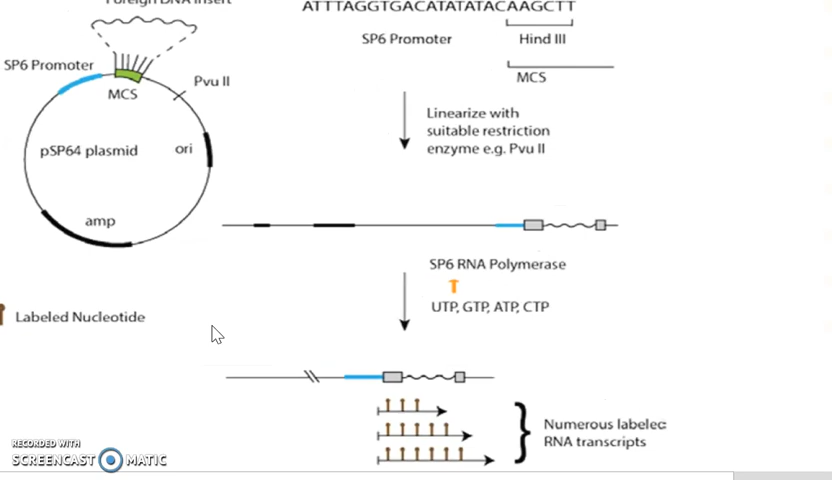 Foreign DNA Insert
ATTTAGGTGACATATATACAAGCTT
SP6 Promoter
Hind III
MCS
SP6 Promoter
MCS
Pvu II
pSP64 plasmid
ori
amp
Linearize with
suitable restriction
enzyme e.g. Pvu II
SP6 RNA Polymerase
UTP, GTP, ATP, CTP
Labeled Nucleotide
Numerous labelec
RNA transcripts
RECORDED WITH
SCREENCAST MATIC